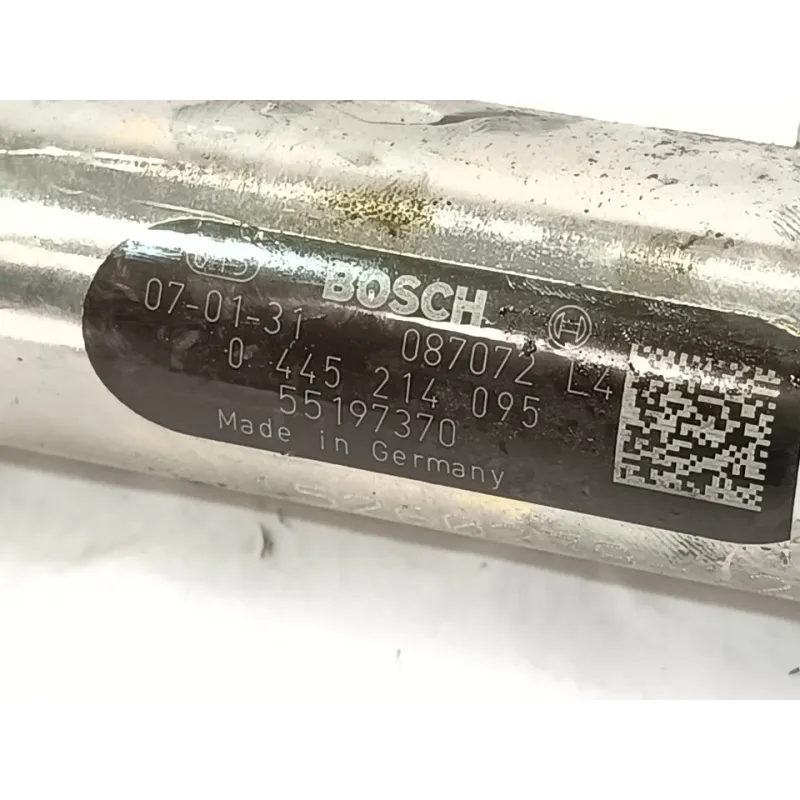 BOSCH
07-01-31 087072 L4
0 445 214 095
55197370
Made in Germany